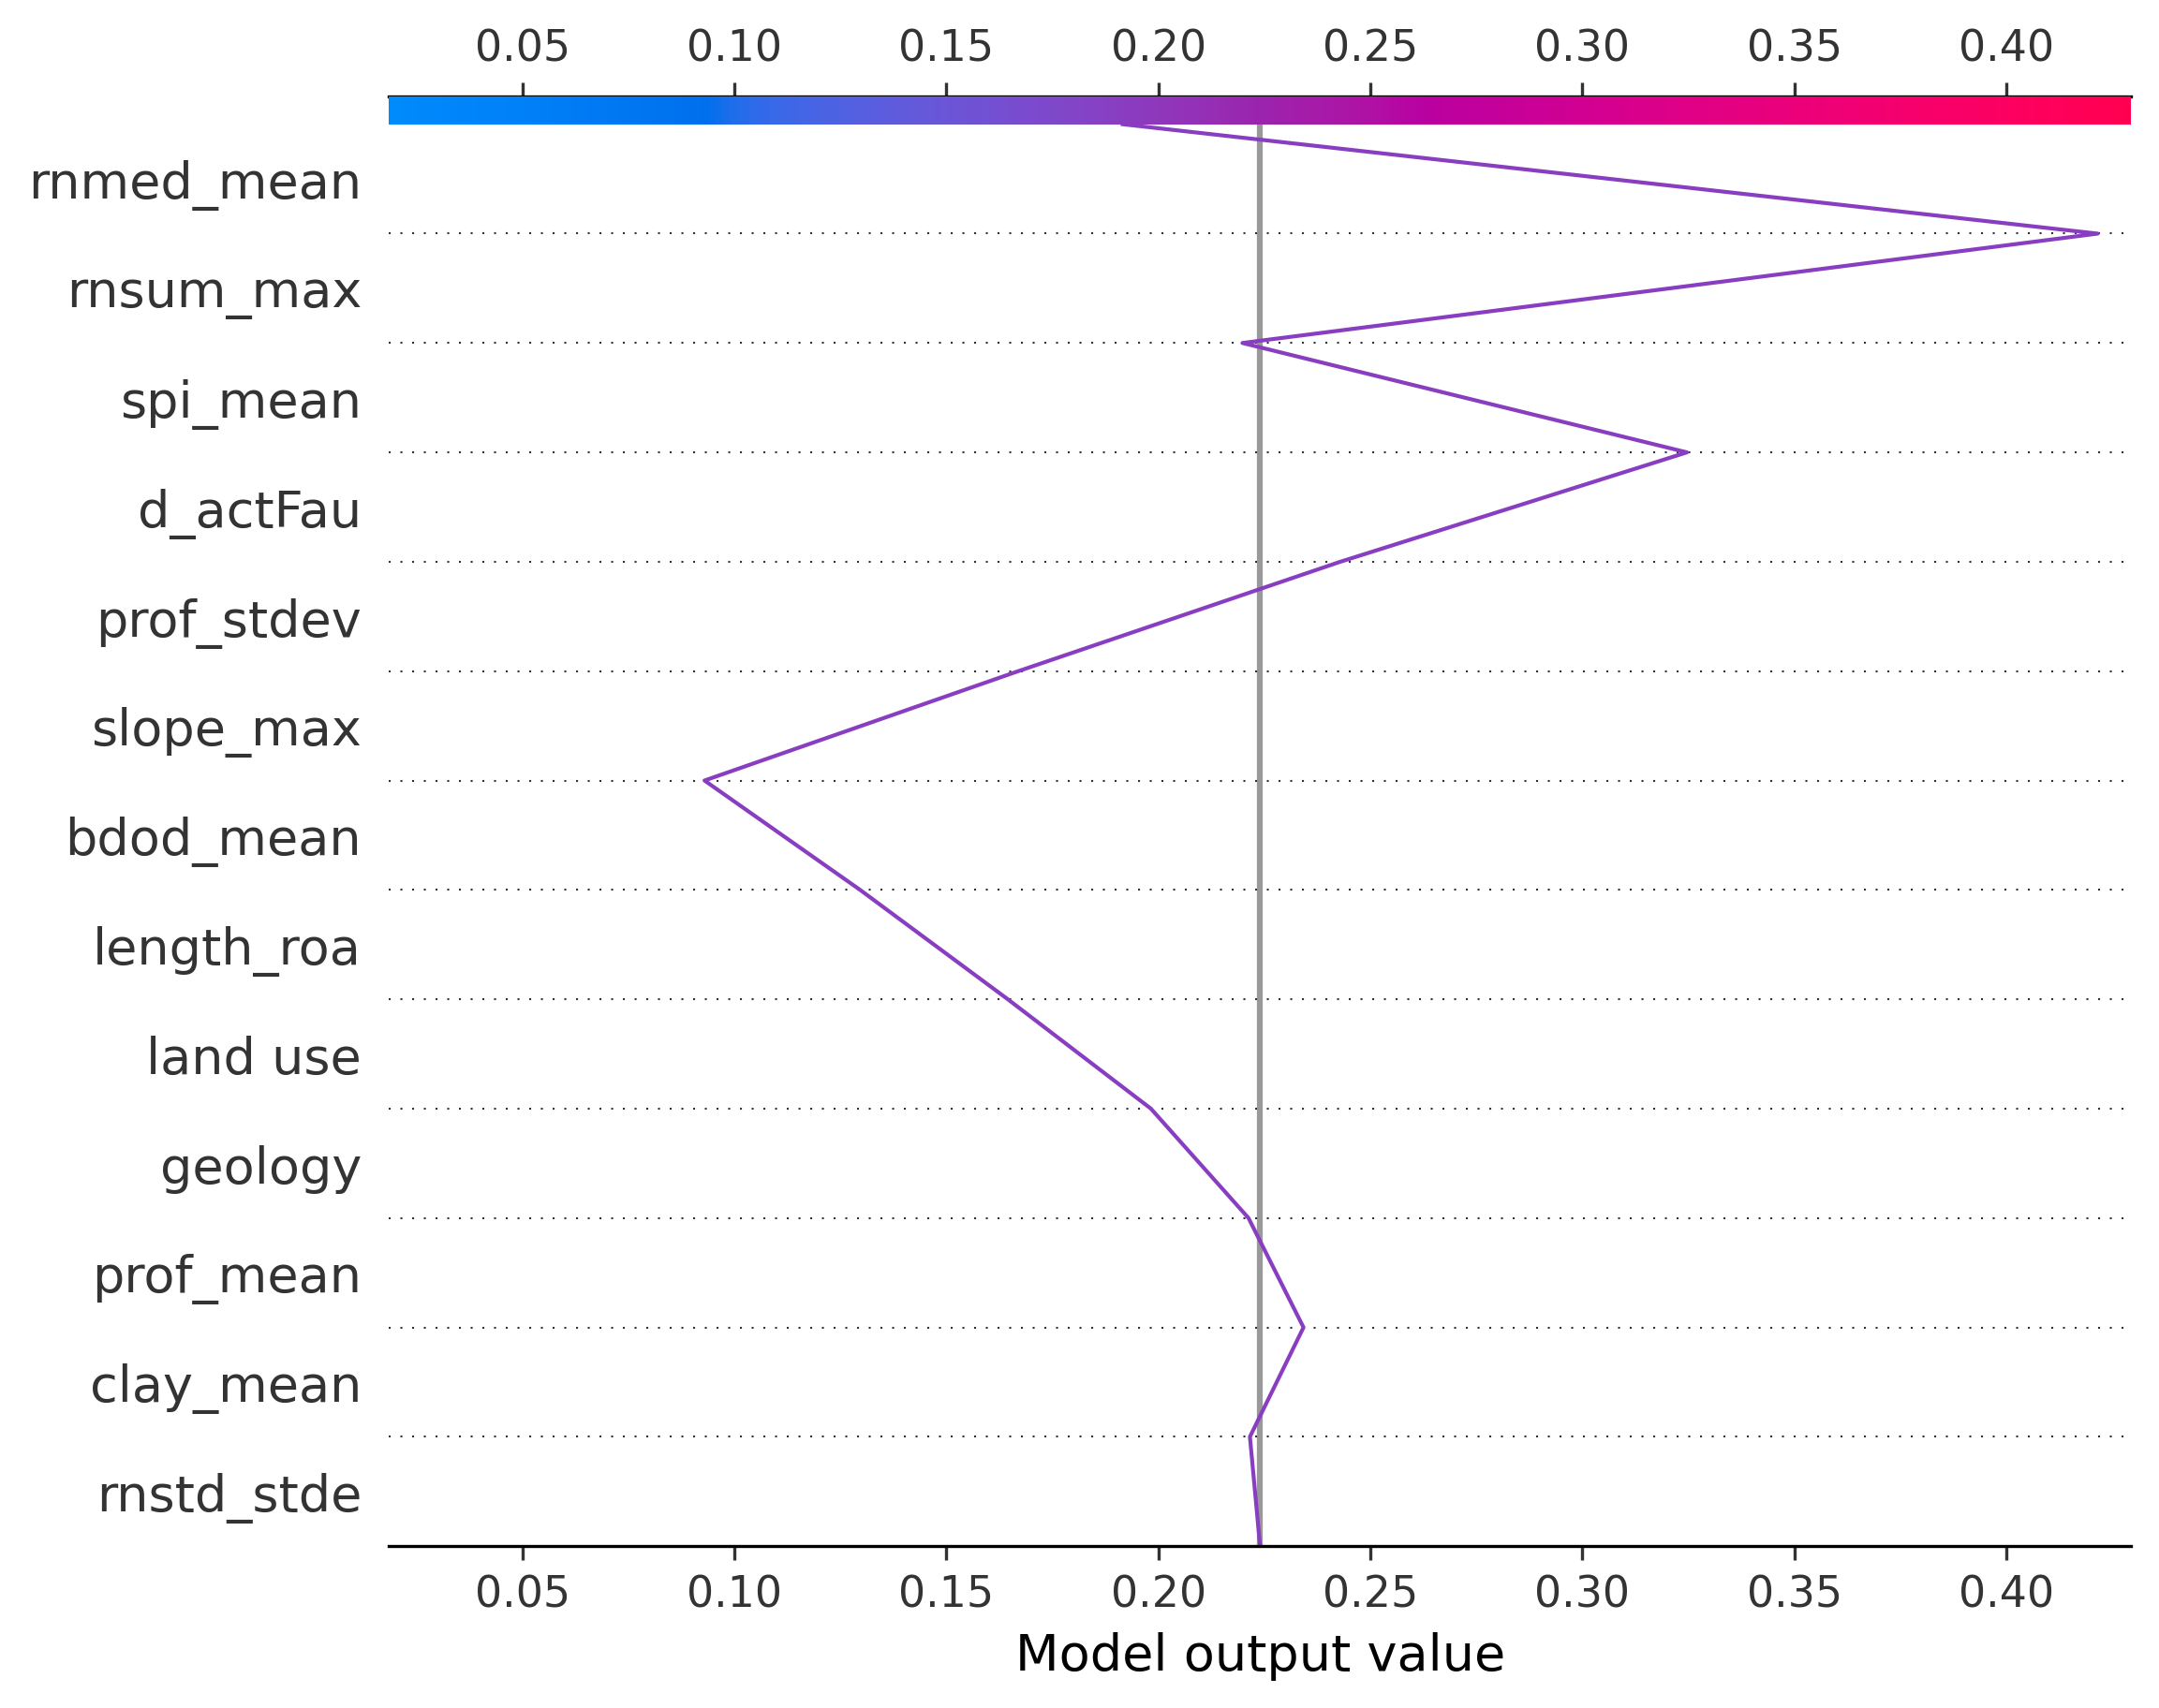 0.05 0.10 0.15 0.20 0.25 0.30 0.35 0.40
rnmed_mean
rnsum_max
spi_mean
d_actFau
prof_stdev
slope_max
bdod_mean
length_roa
land use
geology
prof_mean
clay_mean
rnstd_stde
0.05 0.10 0.15 0.20 0.25 0.30 0.35 0.40
Model output value